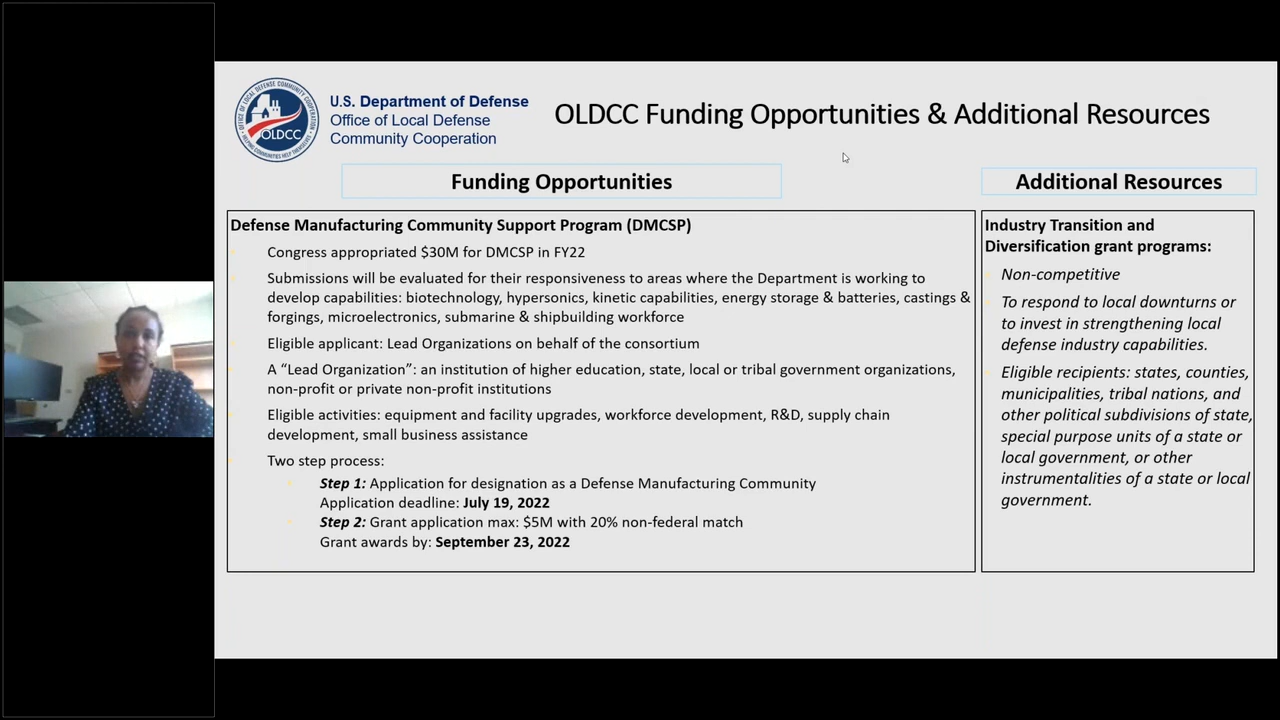 OFFICE OF LOCAL DEFENSE COMMUNITY COOPERATION
OLDCC
HELPING COMMUNITIES HELP THEMSELVES
U.S. Department of Defense
Office of Local Defense
Community Cooperation
OLDCC Funding Opportunities & Additional Resources
Funding Opportunities
Defense Manufacturing Community Support Program (DMCSP)
Congress appropriated $30M for DMCSP in FY22
Submissions will be evaluated for their responsiveness to areas where the Department is working to
develop capabilities: biotechnology, hypersonics, kinetic capabilities, energy storage & batteries, castings &
forgings, microelectronics, submarine & shipbuilding workforce
Eligible applicant: Lead Organizations on behalf of the consortium
A “Lead Organization”: an institution of higher education, state, local or tribal government organizations,
non-profit or private non-profit institutions
Eligible activities: equipment and facility upgrades, workforce development, R&D, supply chain
development, small business assistance
Two step process:
Step 1: Application for designation as a Defense Manufacturing Community
Application deadline: July 19, 2022
Step 2: Grant application max: $5M with 20% non-federal match
Grant awards by: September 23, 2022
Additional Resources
Industry Transition and
Diversification grant programs:
Non-competitive
To respond to local downturns or
to invest in strengthening local
defense industry capabilities.
Eligible recipients: states, counties,
municipalities, tribal nations, and
other political subdivisions of state,
special purpose units of a state or
local government, or other
instrumentalities of a state or local
government.